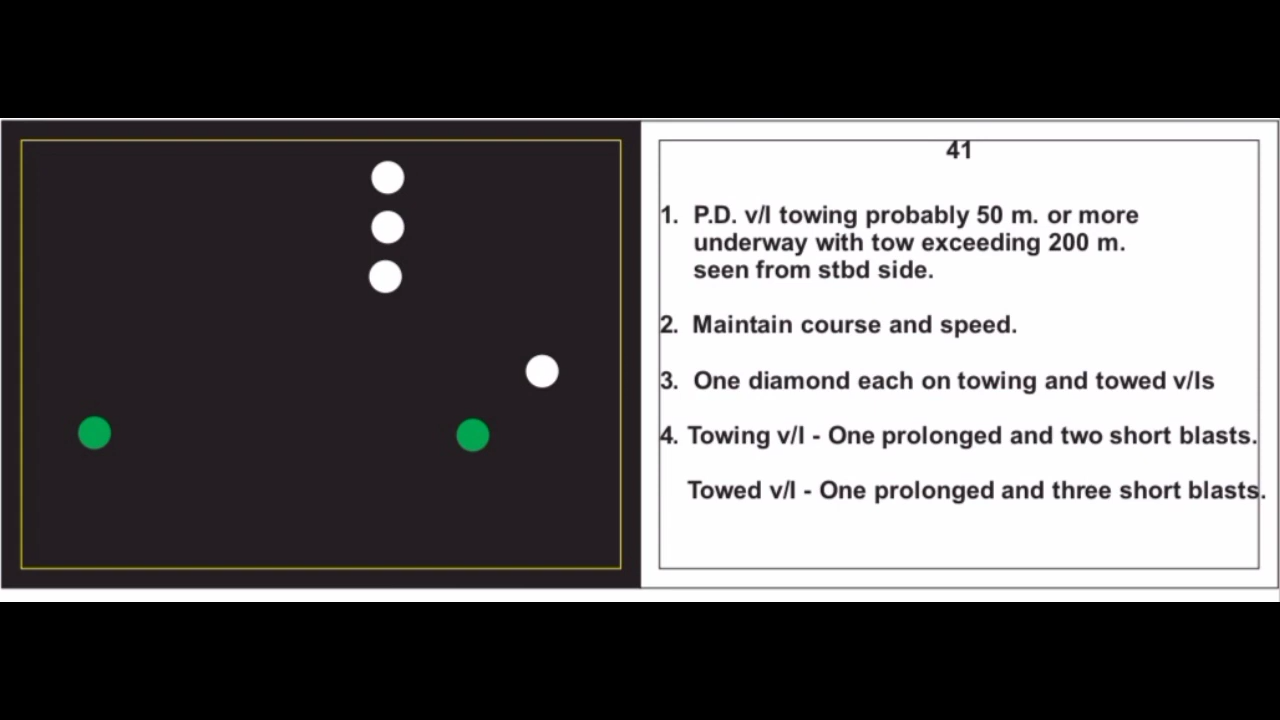 41
1. P.D. v/l towing probably 50 m. or more
underway with tow exceeding 200 m.
seen from stbd side.
2. Maintain course and speed.
3. One diamond each on towing and towed v/ls
4. Towing v/l - One prolonged and two short blasts.
Towed v/l - One prolonged and three short blasts.